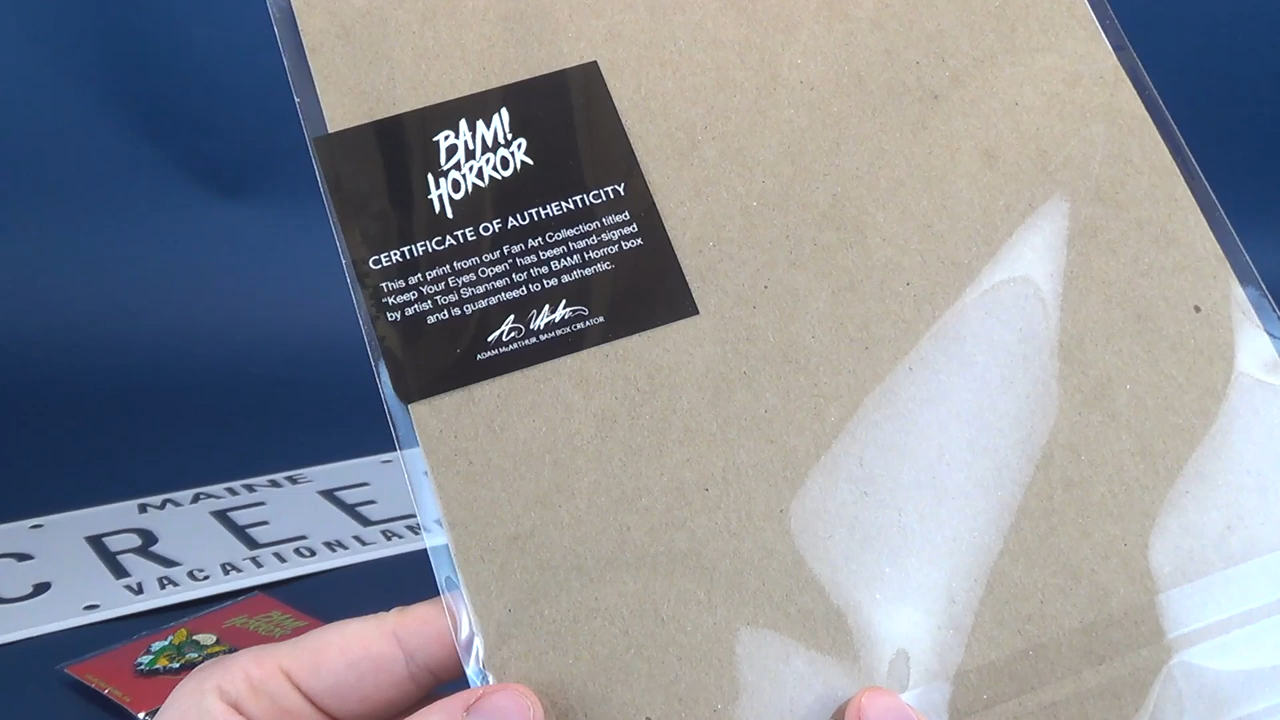 BAM!
HORROR
CERTIFICATE OF AUTHENTICITY
This art print from our Fan Art Collection titled
“Keep Your Eyes Open” has been hand-signed
by artist Tosi Shannen for the BAM! Horror box
and is guaranteed to be authentic.
ADAM McARTHUR, BAM BOX CREATOR
MAINE
CREE
VACATIONLAN
BAM!
HORROR